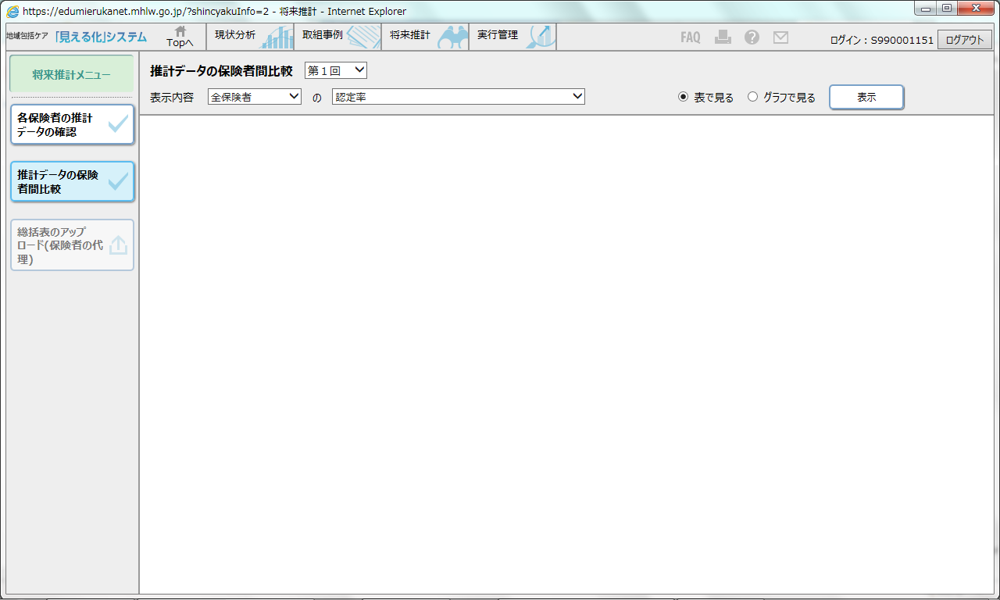 https://edumierukanet.mhlw.go.jp/?shincyakuInfo=2 - 将来推計 - Internet Explorer
地域包括ケア 「見える化」システム
Topへ
現状分析
取組事例
将来推計
実行管理
FAQ
ログイン：S990001151
ログアウト
将来推計メニュー
各保険者の推計
データの確認
推計データの保険
者間比較
総括表のアップ
ロード(保険者の代
理)
推計データの保険者間比較 第１回
表示内容 全保険者 の 認定率
表で見る グラフで見る 表示